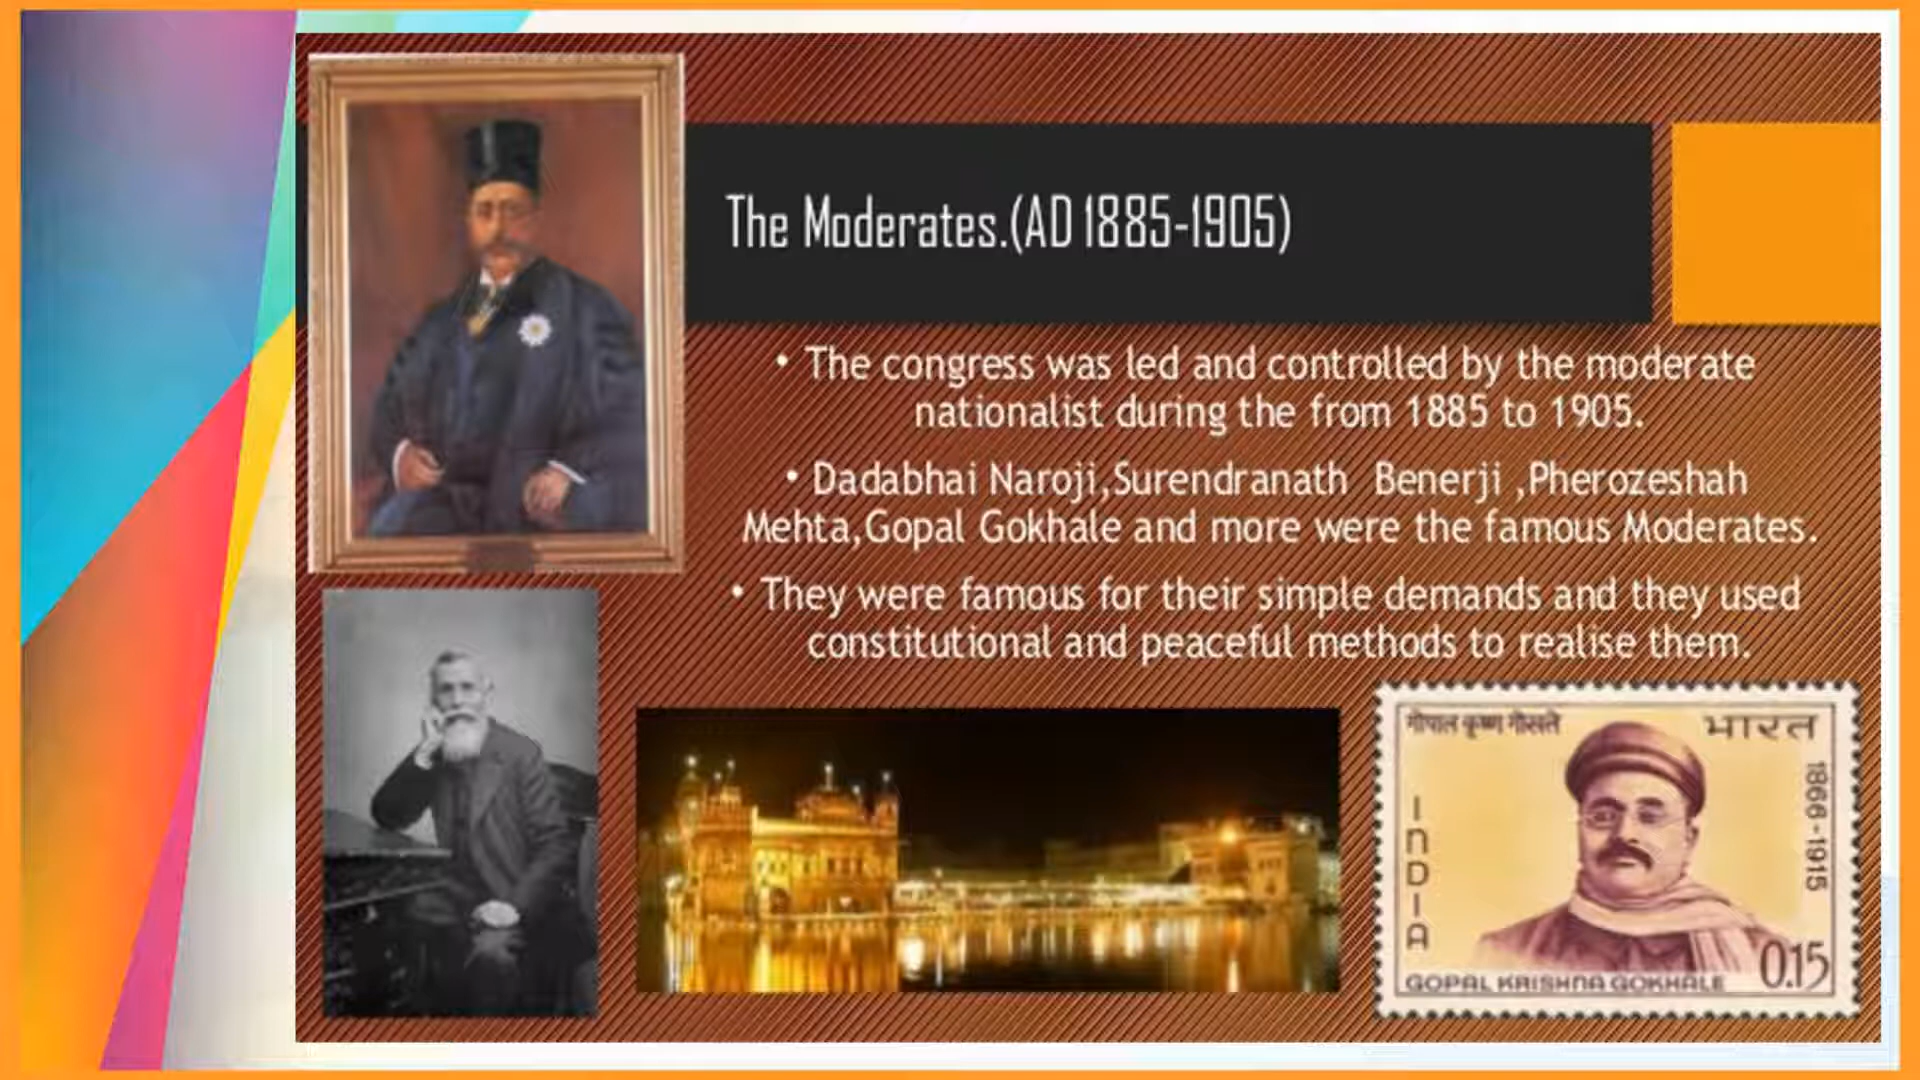 The Moderates.(AD 1885-1905)
• The congress was led and controlled by the moderate
nationalist during the from 1885 to 1905.
• Dadabhai Naroji,Surendranath  Benerji ,Pherozeshah
Mehta,Gopal Gokhale and more were the famous Moderates.
• They were famous for their simple demands and they used
constitutional and peaceful methods to realise them.
गोपाल कृष्ण गोखले
भारत
1866-1915
INDIA
0.15
GOPAL KRISHNA GOKHALE